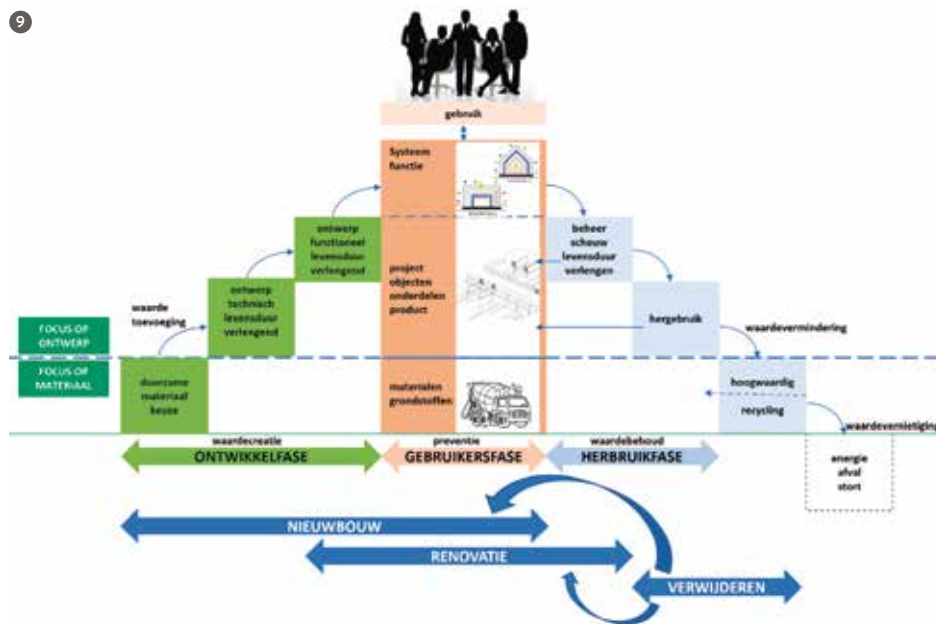 9
gebruik
Systeem
functie
ontwerp
functioneel
levensduur
verlengend
beheer
schouw
levensduur
verlengen
project
objecten
onderdelen
product
ontwerp
technisch
levensduur
verlengend
waarde
toevoeging
hergebruik
waardevermindering
FOCUS OP
ONTWERP
FOCUS OP
MATERIAAL
duurzame
materiaal
keuze
materialen
grondstoffen
hoogwaardig
recycling
waardevernietiging
waardecreatie
ONTWIKKELFASE
preventie
GEBRUIKERSFASE
waardebehoud
HERBRUIKFASE
energie
afval
stort
NIEUWBOUW
RENOVATIE
VERWIJDEREN